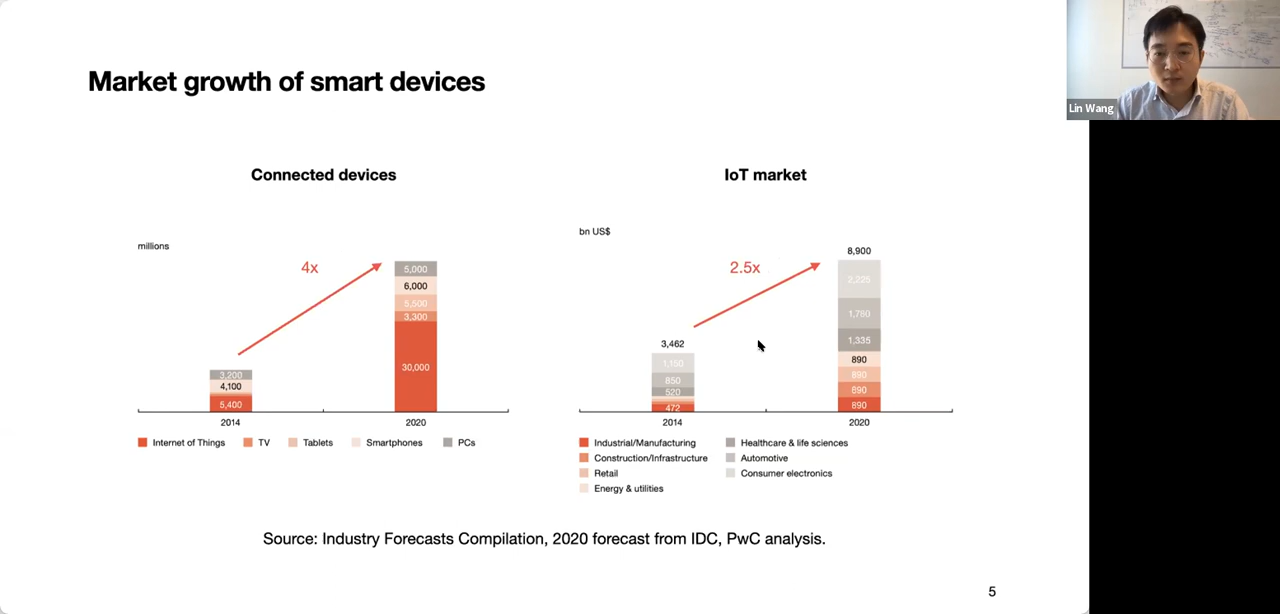 Market growth of smart devices
Lin Wang
Connected devices
millions
4x
5,000
6,000
5,500
3,300
30,000
3,200
4,100
5,400
2014
2020
Internet of Things
TV
Tablets
Smartphones
PCs
IoT market
bn US$
2.5x
8,900
2,225
1,780
1,335
890
890
890
890
3,462
1,150
850
520
472
2014
2020
Industrial/Manufacturing
Construction/Infrastructure
Retail
Energy & utilities
Healthcare & life sciences
Automotive
Consumer electronics
Source: Industry Forecasts Compilation, 2020 forecast from IDC, PwC analysis.
5